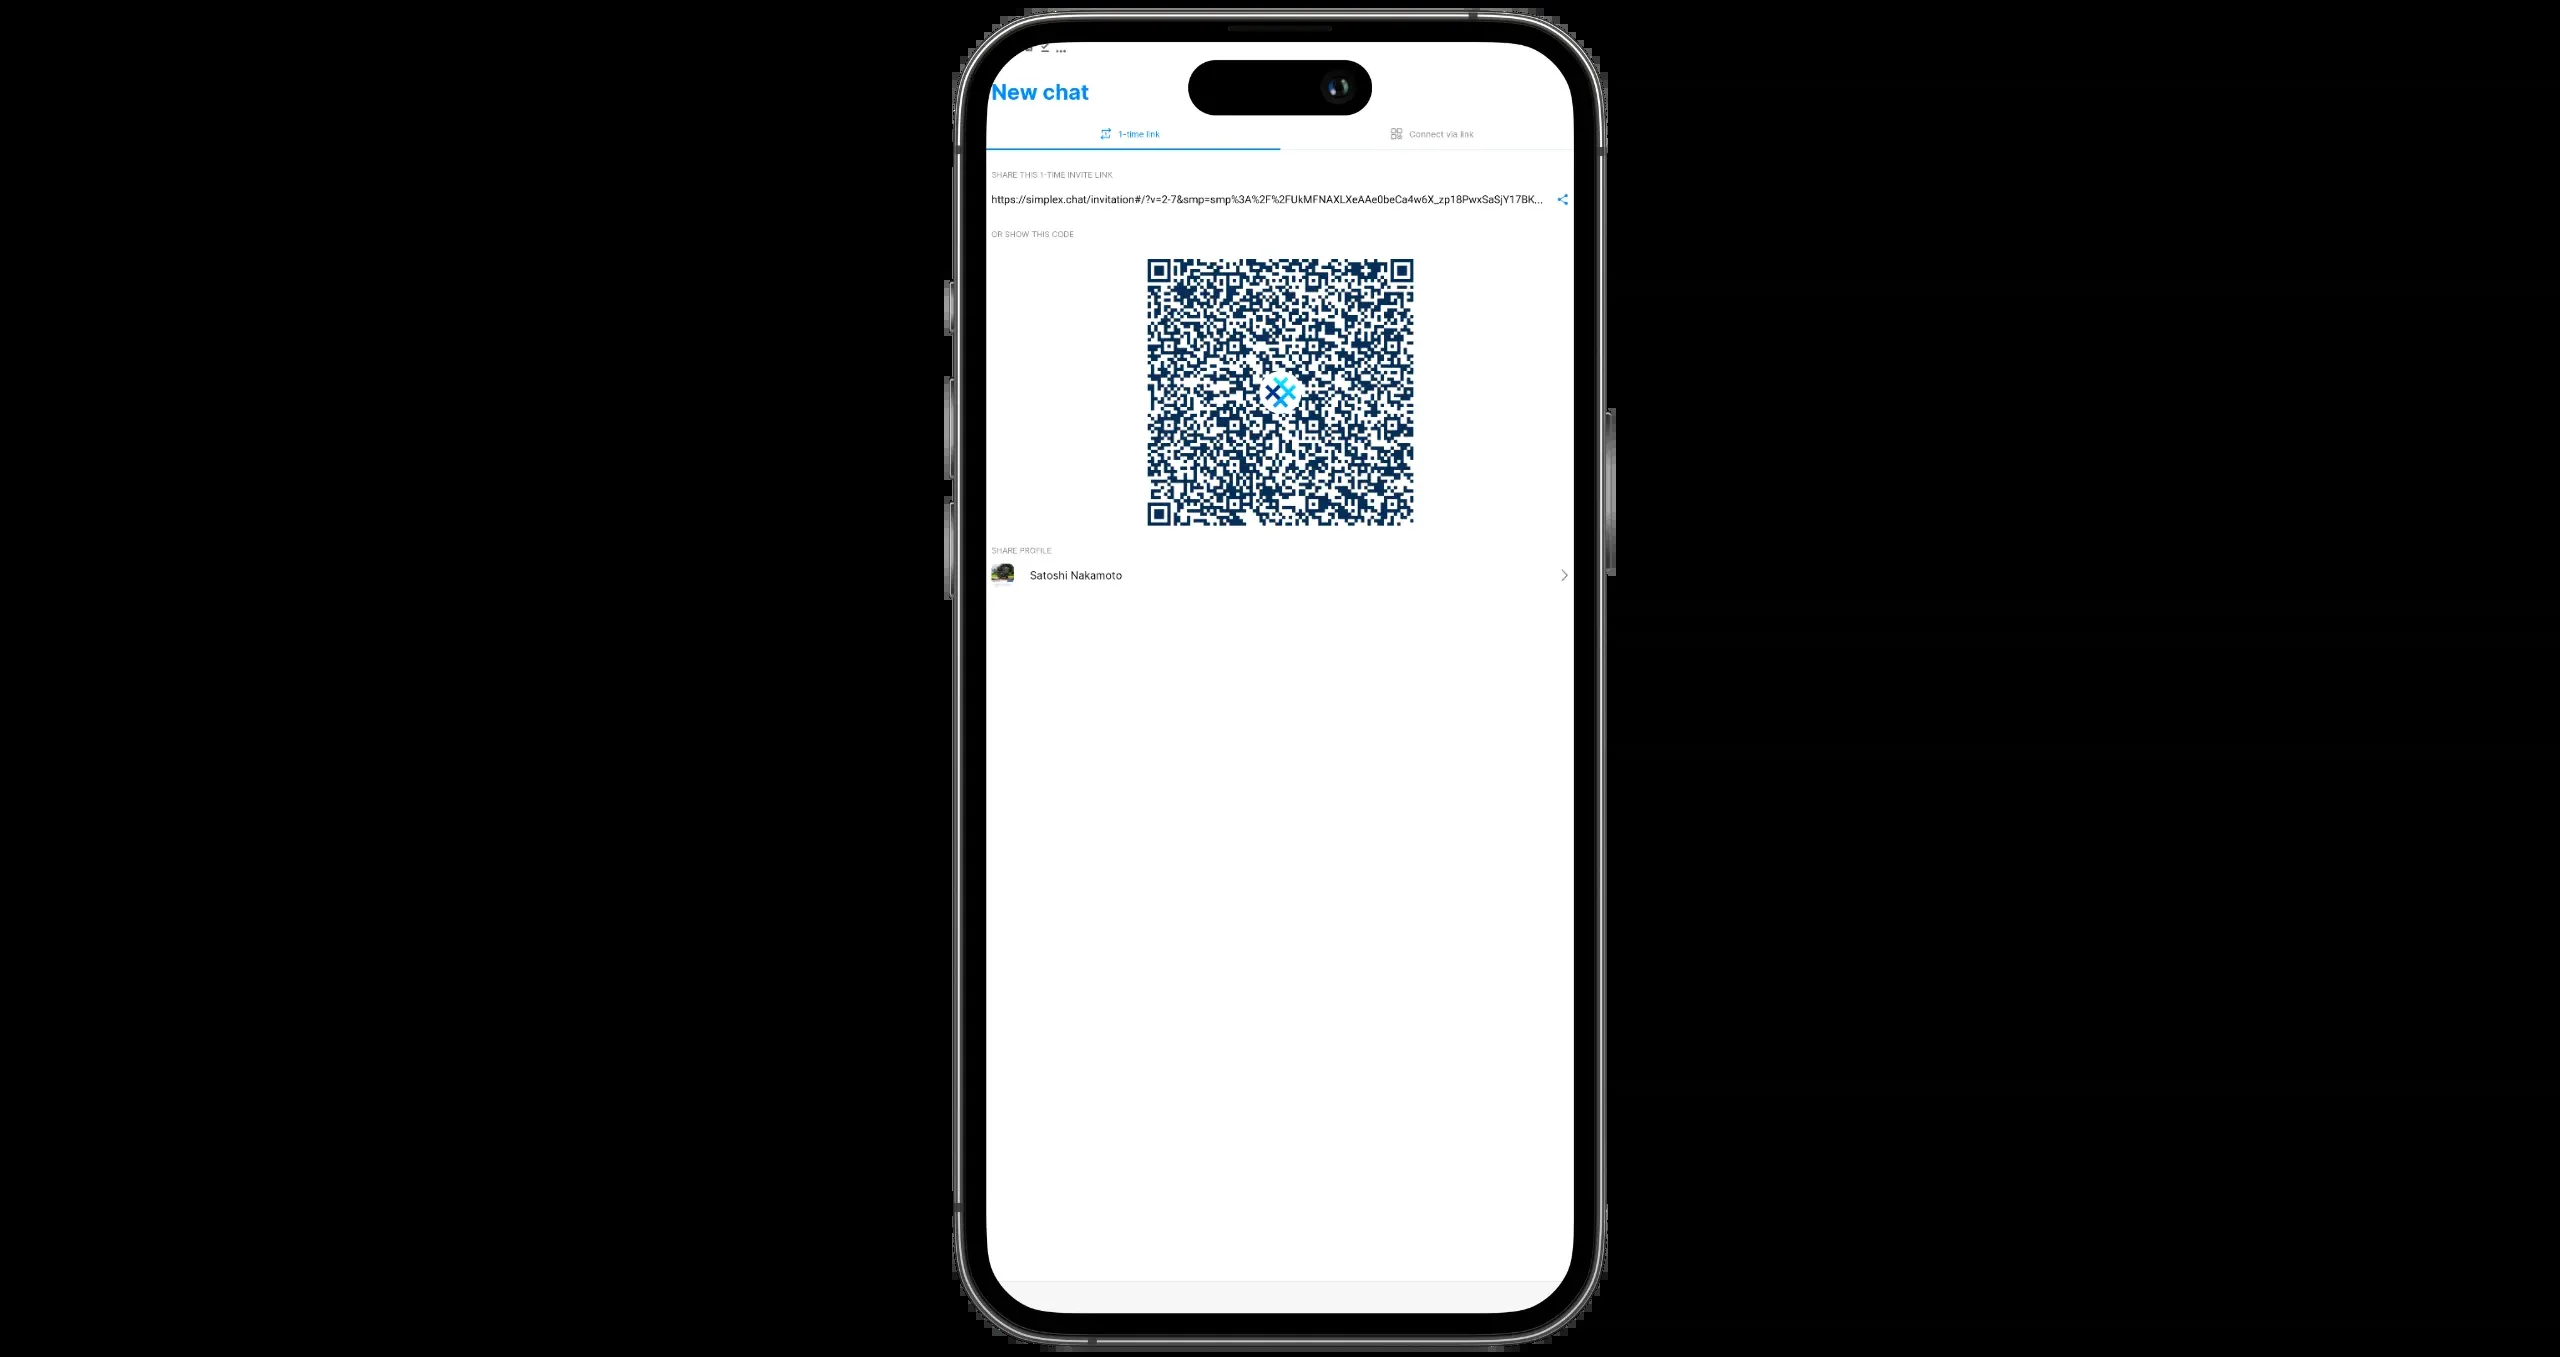 New chat
1-time link
Connect via link
SHARE THIS 1-TIME INVITE LINK
https://simplex.chat/invitation#/?v=2-7&smp=smp%3A%2F%2FUkMFNAXLXeAAe0beCa4w6X_zp18PwxSaSjY17BK...
OR SHOW THIS CODE
SHARE PROFILE
Satoshi Nakamoto